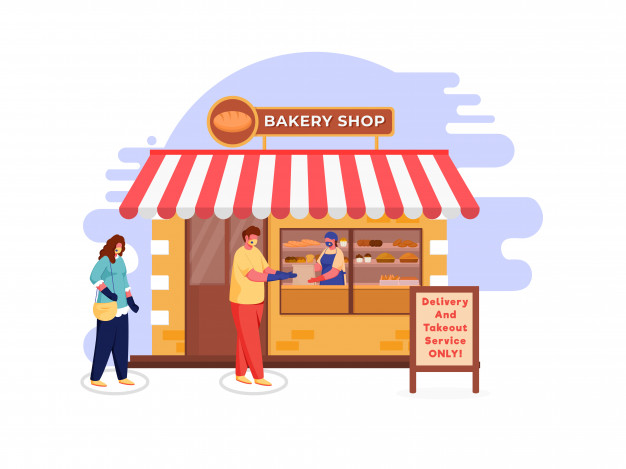 BAKERY SHOP
Delivery
And
Takeout
Service
ONLY!